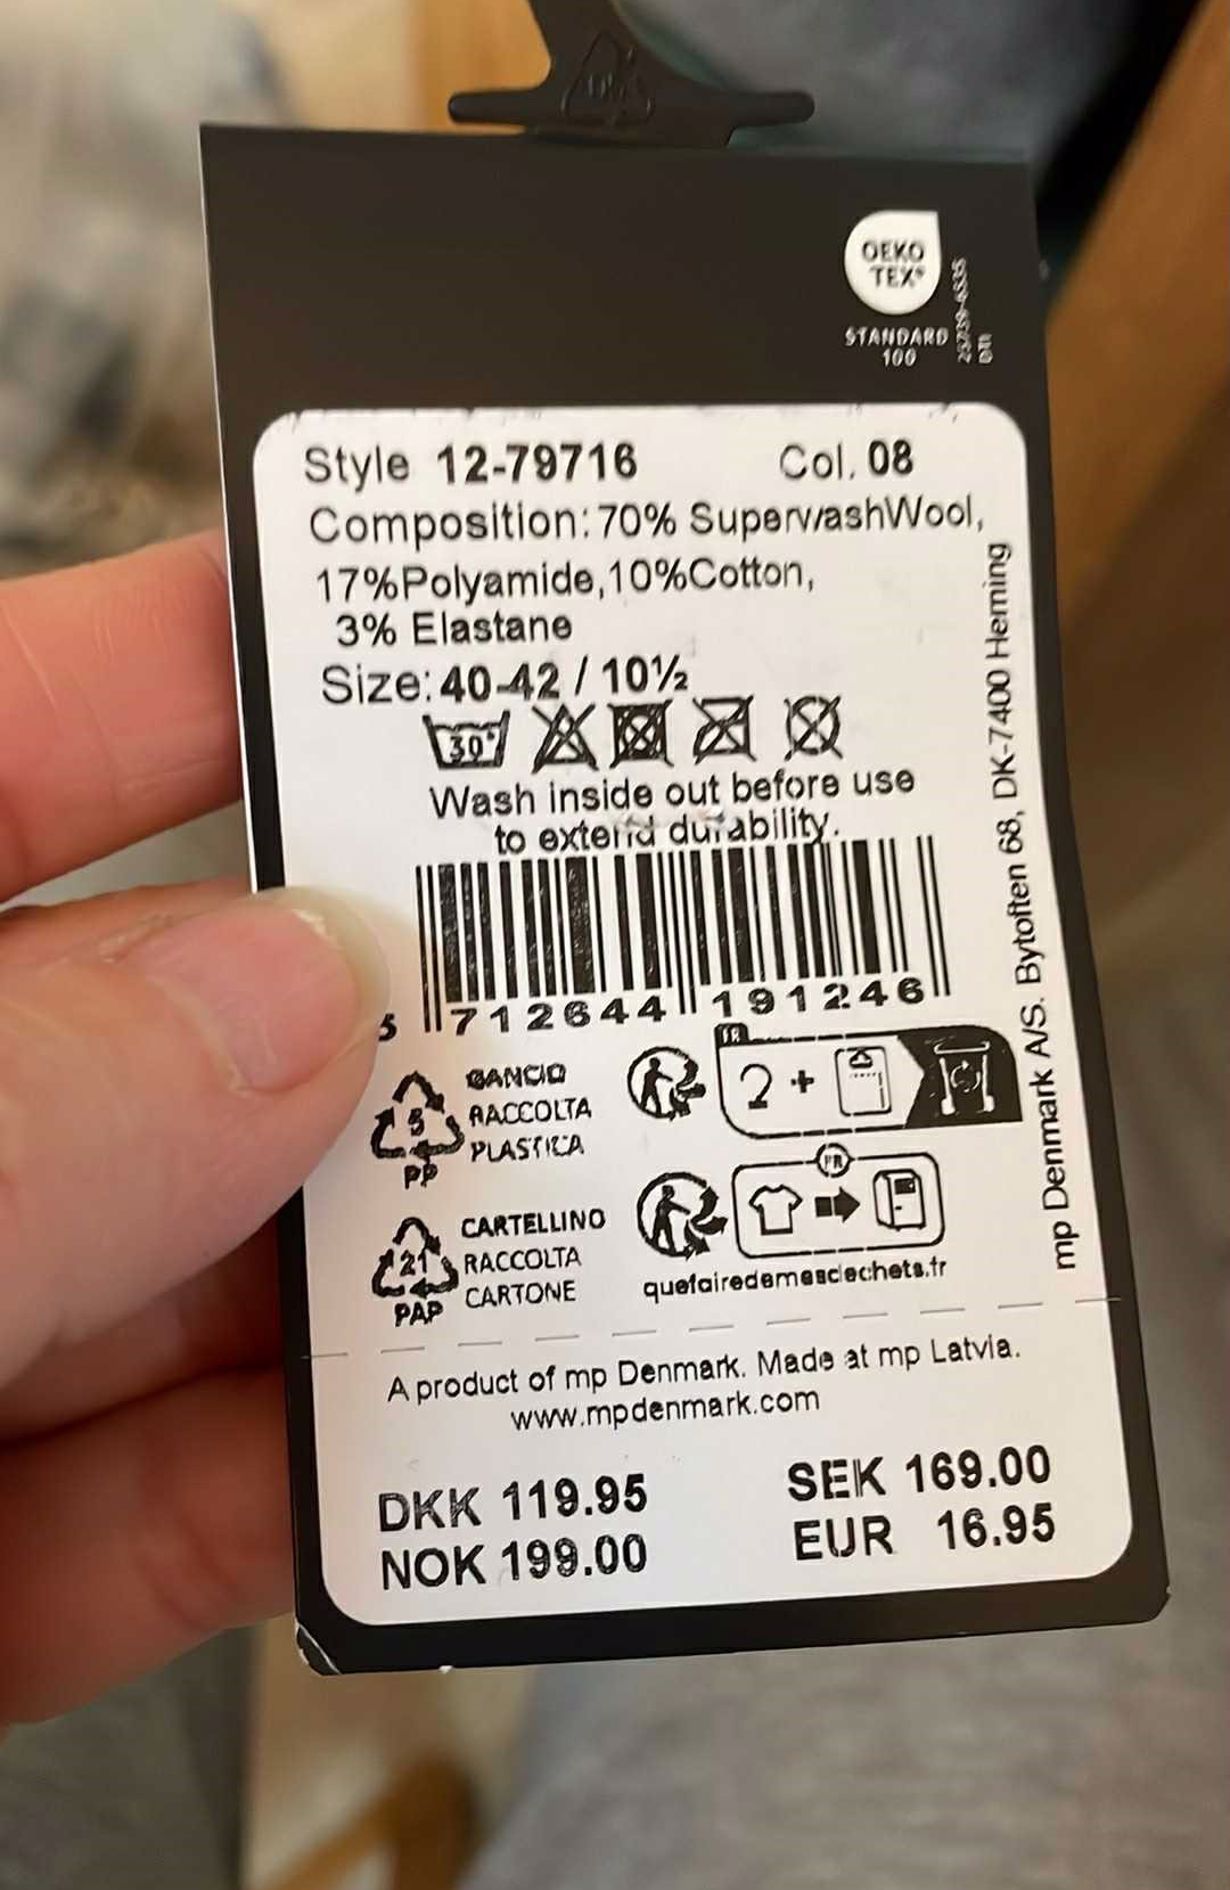 OEKO
TEX®
STANDARD
100
DTI
Style 12-79716 Col. 08
Composition: 70% SuperwashWool,
17%Polyamide,10%Cotton,
3% Elastane
Size: 40-42 / 10½
30°
Wash inside out before use
to extend durability.
5 712644 191246
GANCIO
RACCOLTA
PLASTICA
5
PP
FR
2 +
CARTELLINO
RACCOLTA
CARTONE
21
PAP
FR
quefairedemesdechets.fr
mp Denmark A/S. Bytoften 68, DK-7400 Herning
A product of mp Denmark. Made at mp Latvia.
www.mpdenmark.com
DKK 119.95 SEK 169.00
NOK 199.00 EUR 16.95